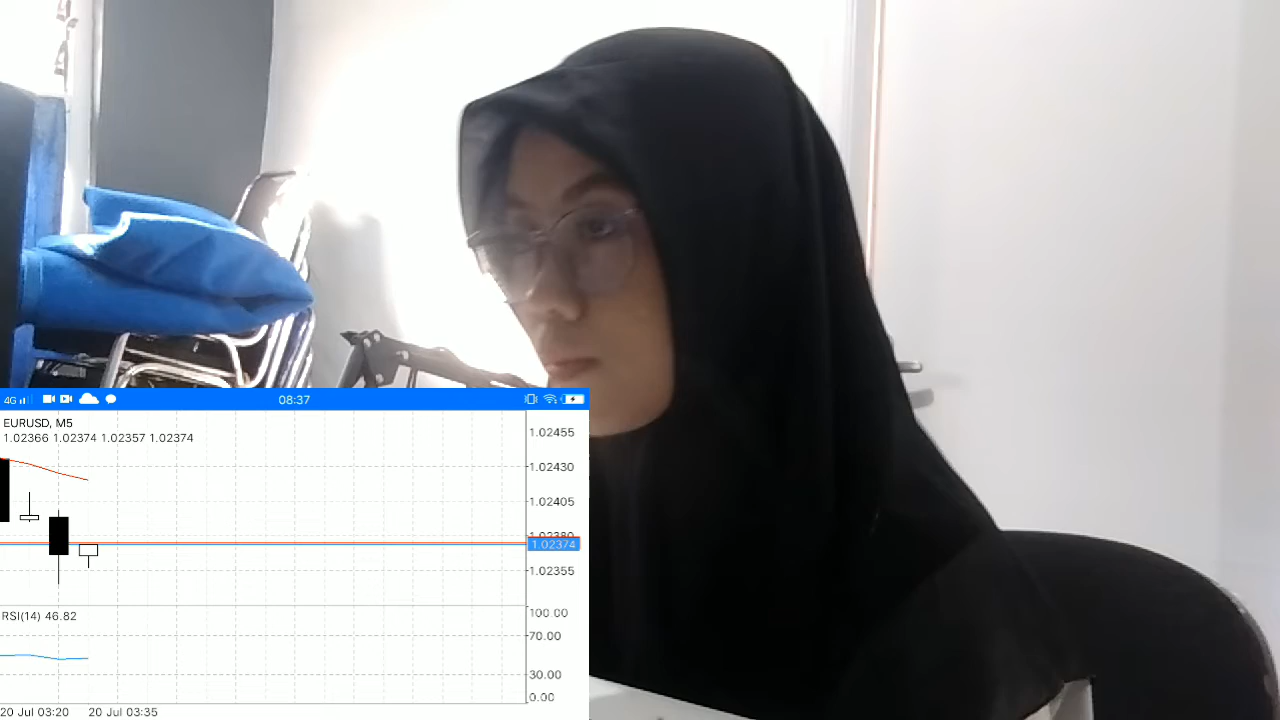 4G 08:37
EURUSD, M5
1.02366 1.02374 1.02357 1.02374
1.02455
1.02430
1.02405
1.02380
1.02374
1.02355
RSI(14) 46.82
100.00
70.00
30.00
0.00
20 Jul 03:20 20 Jul 03:35